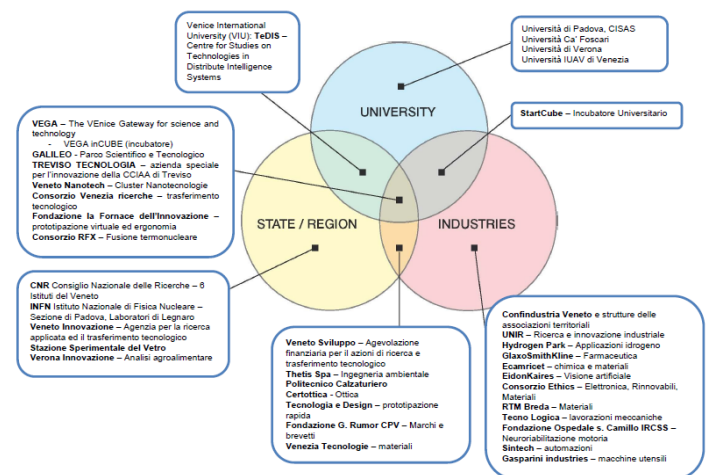 Venice International
University (VIU): TeDIS –
Centre for Studies on
Technologies in
Distribute Intelligence
Systems
Università di Padova, CISAS
Università Ca' Foscari
Università di Verona
Università IUAV di Venezia
UNIVERSITY
StartCube – Incubatore Universitario
VEGA – The VEnice Gateway for science and
technology
- VEGA inCUBE (incubatore)
GALILEO - Parco Scientifico e Tecnologico
TREVISO TECNOLOGIA – azienda speciale
per l'innovazione della CCIAA di Treviso
Veneto Nanotech – Cluster Nanotecnologie
Consorzio Venezia ricerche – trasferimento
tecnologico
Fondazione la Fornace dell'Innovazione –
prototipazione virtuale ed ergonomia
Consorzio RFX – Fusione termonucleare
STATE / REGION
INDUSTRIES
CNR Consiglio Nazionale delle Ricerche – 6
Istituti del Veneto
INFN Istituto Nazionale di Fisica Nucleare –
Sezione di Padova, Laboratori di Legnaro
Veneto Innovazione – Agenzia per la ricerca
applicata ed il trasferimento tecnologico
Stazione Sperimentale del Vetro
Verona Innovazione – Analisi agroalimentare
Veneto Sviluppo – Agevolazione
finanziaria per il azioni di ricerca e
trasferimento tecnologico
Thetis Spa – Ingegneria ambientale
Politecnico Calzaturiero
Certottica - Ottica
Tecnologia e Design – prototipazione
rapida
Fondazione G. Rumor CPV – Marchi e
brevetti
Venezia Tecnologie – materiali
Confindustria Veneto e strutture delle
associazioni territoriali
UNIR – Ricerca e innovazione industriale
Hydrogen Park – Applicazioni idrogeno
GlaxoSmithKline – Farmaceutica
Ecamricet – chimica e materiali
EidonKaires – Visione artificiale
Consorzio Ethics – Elettronica, Rinnovabili,
Materiali
RTM Breda – Materiali
Tecno Logica – lavorazioni meccaniche
Fondazione Ospedale s. Camillo IRCSS –
Neuroriabilitazione motoria
Sintech – automazioni
Gasparini industries – macchine utensili